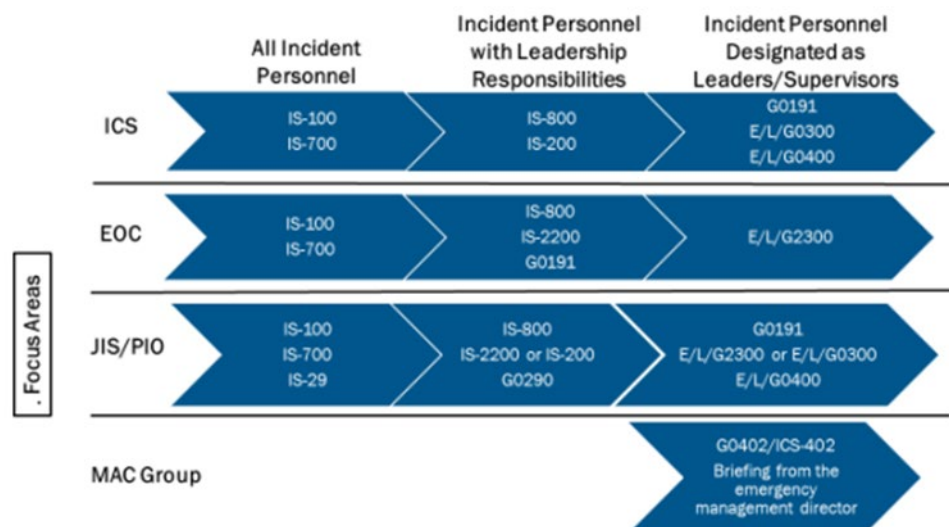 All Incident
Personnel
Incident Personnel
with Leadership
Responsibilities
Incident Personnel
Designated as
Leaders/Supervisors
. Focus Areas
ICS
IS-100
IS-700
IS-800
IS-200
G0191
E/L/G0300
E/L/G0400
EOC
IS-100
IS-700
IS-800
IS-2200
G0191
E/L/G2300
JIS/PIO
IS-100
IS-700
IS-29
IS-800
IS-2200 or IS-200
G0290
G0191
E/L/G2300 or E/L/G0300
E/L/G0400
MAC Group
G0402/ICS-402
Briefing from the
emergency
management director